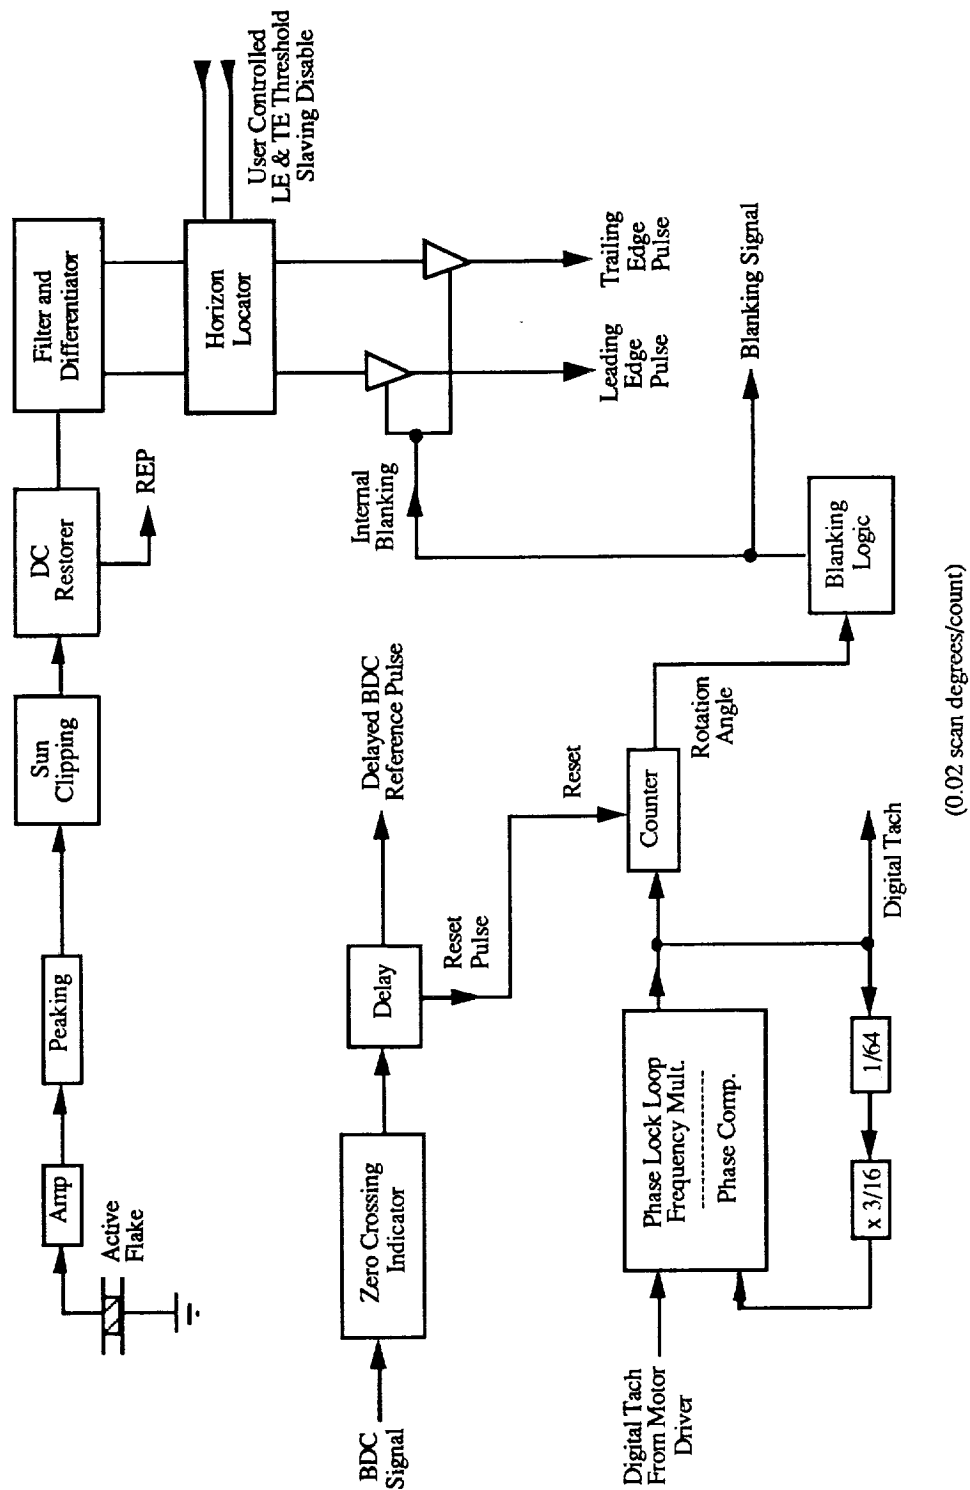 Active
Flake
Amp
Peaking
Sun
Clipping
DC
Restorer
REP
Filter and
Differentiator
Horizon
Locator
User Controlled
LE & TE Threshold
Slaving Disable
BDC
Signal
Zero Crossing
Indicator
Delay
Delayed BDC
Reference Pulse
Reset
Pulse
Reset
Internal
Blanking
Leading
Edge
Pulse
Trailing
Edge
Pulse
Digital Tach
From Motor
Driver
Phase Lock Loop
Frequency Mult.
-------------
Phase Comp.
Counter
Rotation
Angle
Blanking
Logic
Blanking Signal
x 3/16
1/64
Digital Tach
(0.02 scan degrees/count)